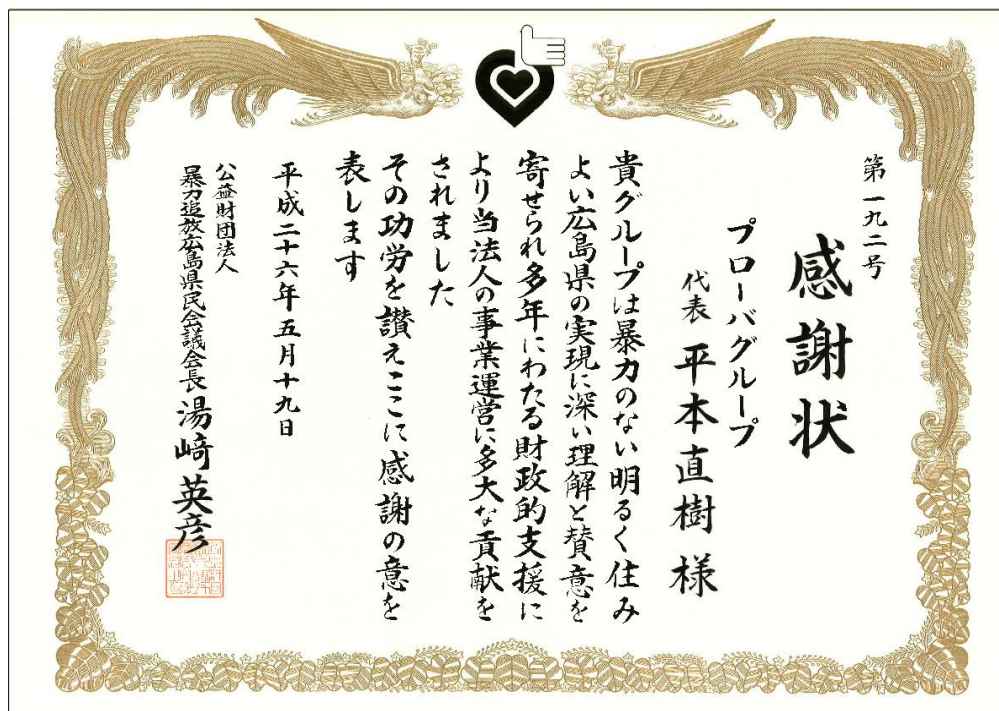 第一九二号
感謝状
プローバグループ
代表 平本直樹 様
貴グループは暴力のない明るく住み
よい広島県の実現に深い理解と賛意を
寄せられ多年にわたる財政的支援に
より当法人の事業運営に多大な貢献を
されました
その功労を讃えここに感謝の意を
表します
平成二十六年五月十九日
公益財団法人
暴力追放広島県民会議会長 湯﨑英彦